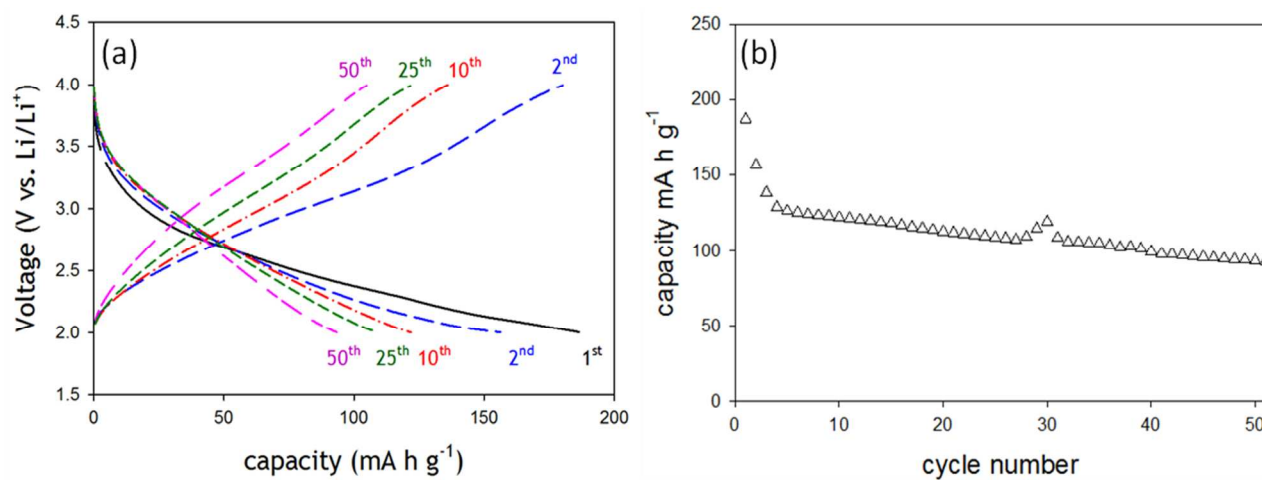 (a)
4.5
4.0
3.5
3.0
2.5
2.0
1.5
Voltage (V vs. Li/Li⁺)
50ᵗʰ 25ᵗʰ 10ᵗʰ 2ⁿᵈ
50ᵗʰ 25ᵗʰ 10ᵗʰ 2ⁿᵈ 1ˢᵗ
0 50 100 150 200
capacity (mA h g⁻¹)
(b)
250
200
150
100
50
0
capacity mA h g⁻¹
0 10 20 30 40 50
cycle number